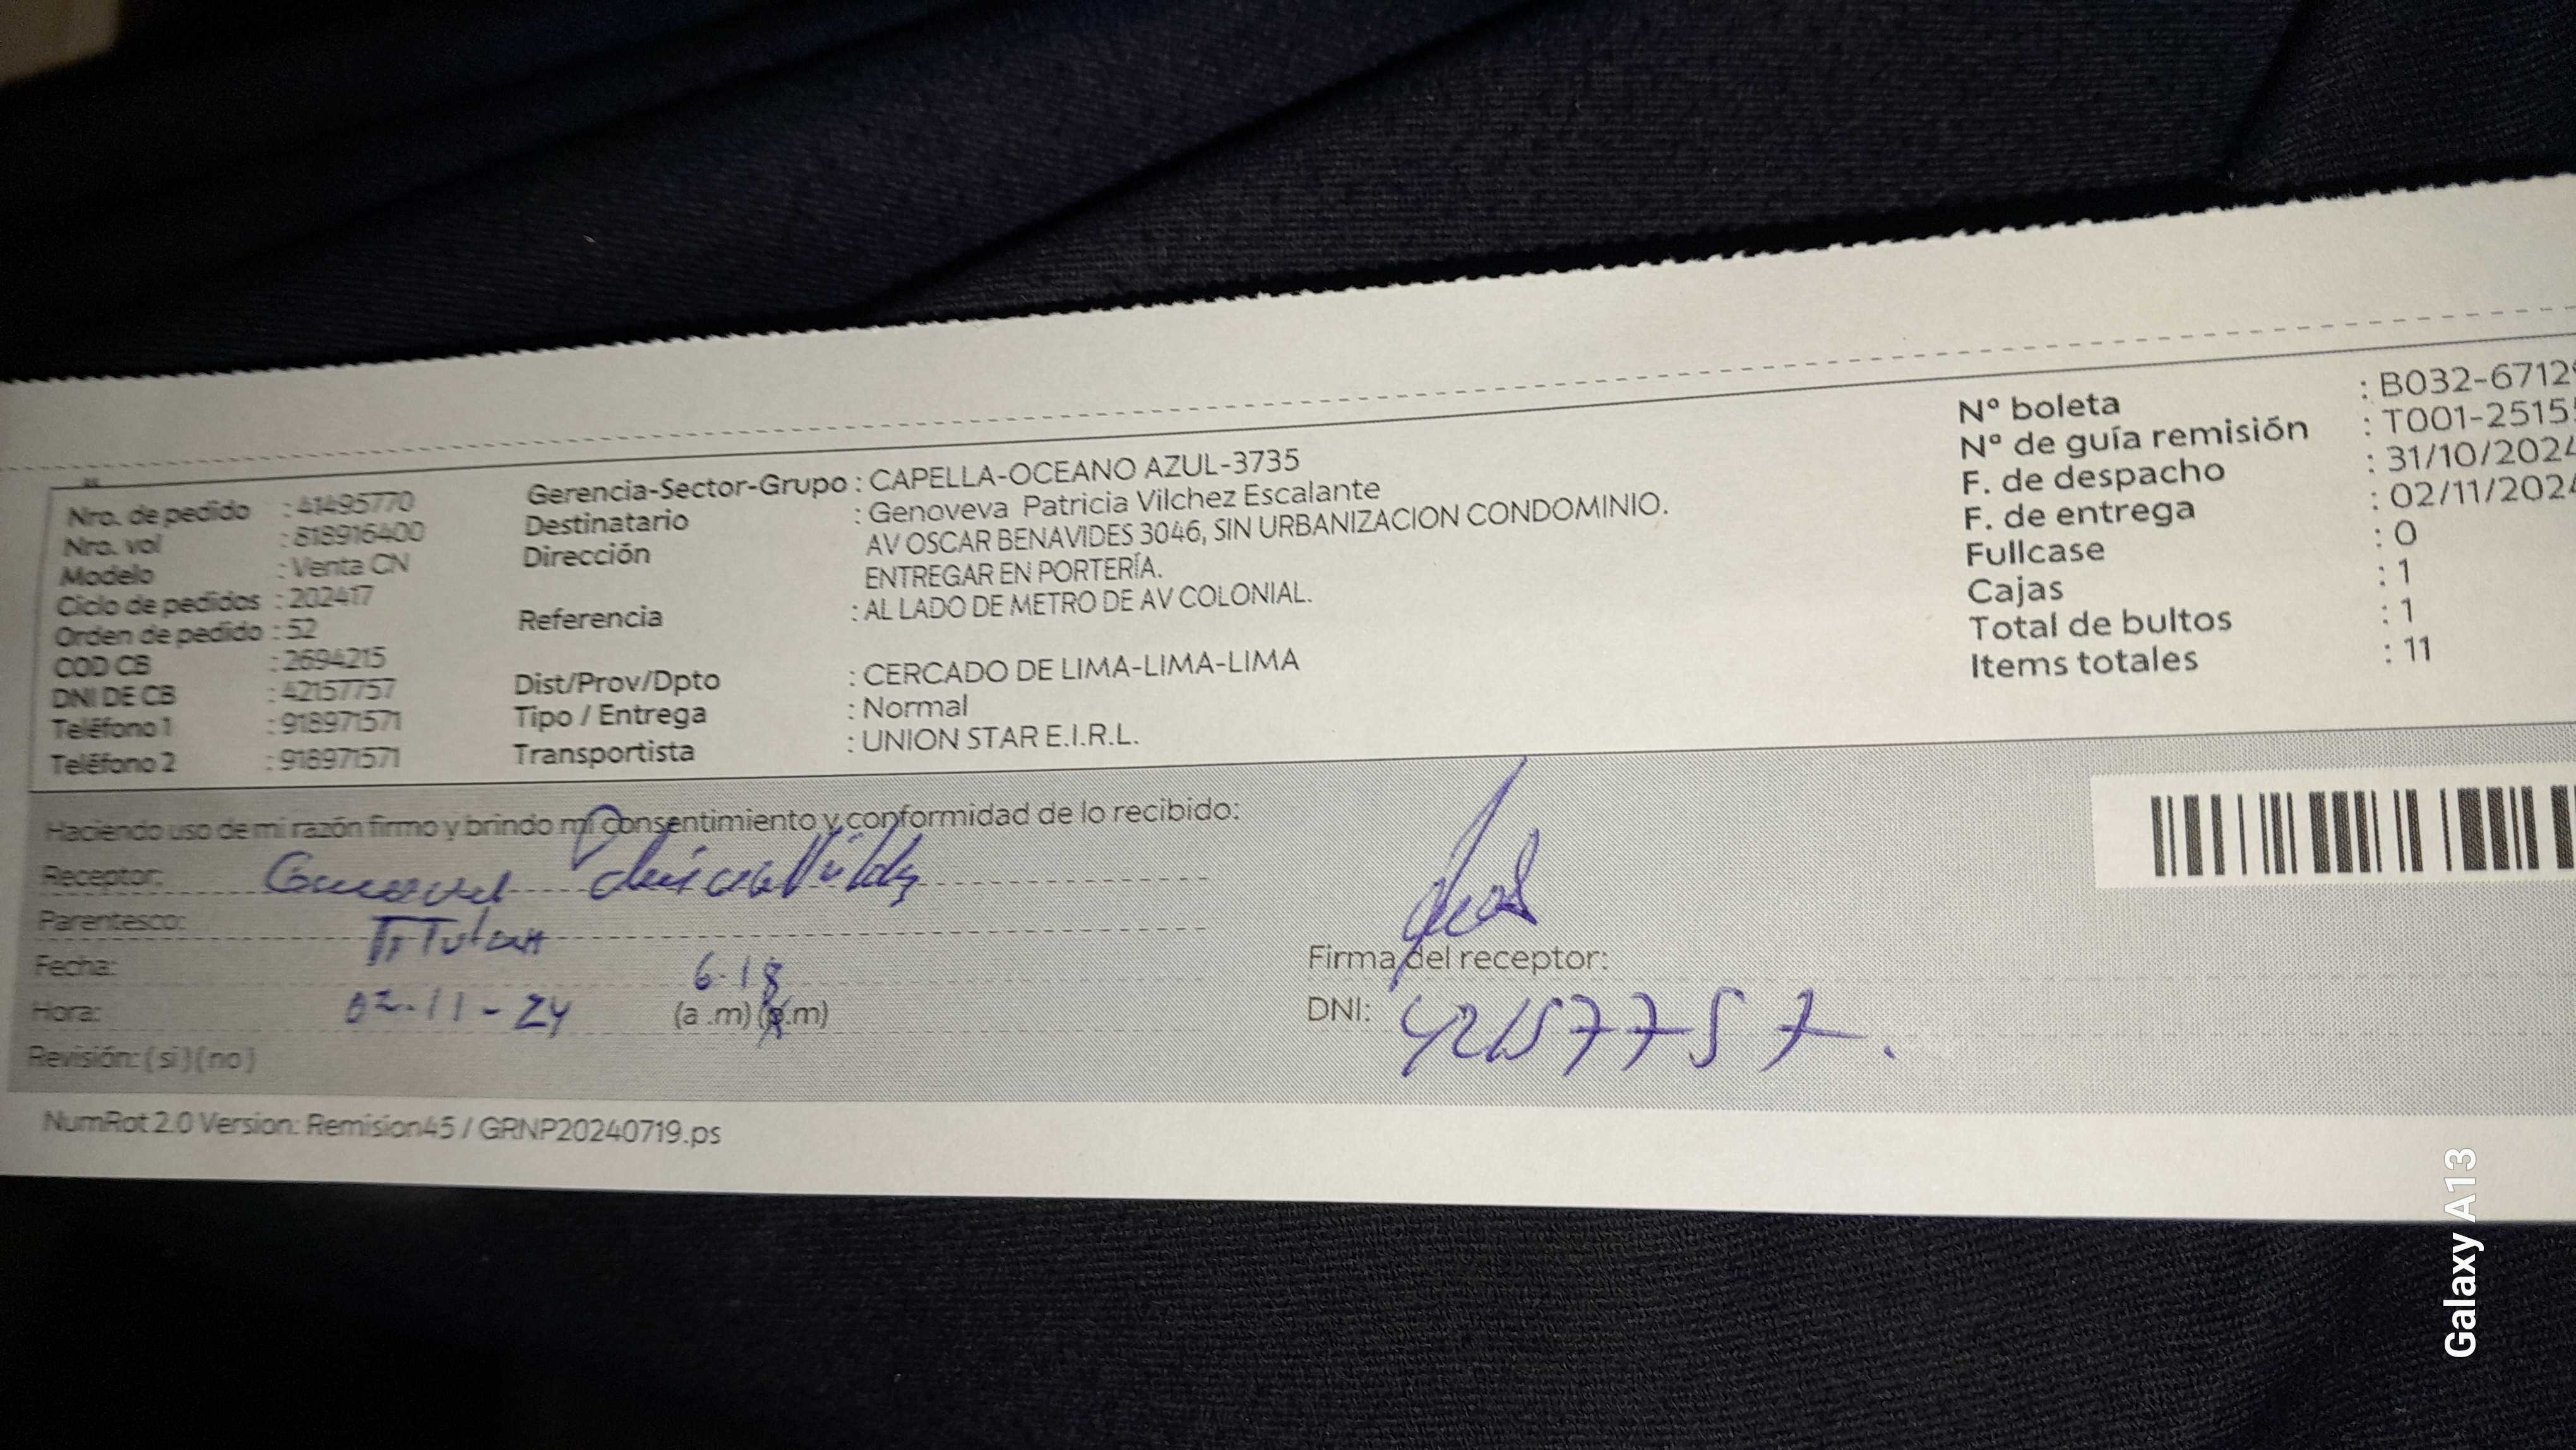 Nro. de pedido : 41495770
Nro. vol : 818916400
Modelo : Venta CN
Ciclo de pedidos : 202417
Orden de pedido : 52
COD CB : 2694215
DNI DE CB : 42157757
Teléfono 1 : 918971571
Teléfono 2 : 918971571
Gerencia-Sector-Grupo : CAPELLA-OCEANO AZUL-3735
Destinatario : Genoveva Patricia Vilchez Escalante
Dirección AV OSCAR BENAVIDES 3046, SIN URBANIZACION CONDOMINIO.
ENTREGAR EN PORTERÍA.
Referencia : AL LADO DE METRO DE AV COLONIAL.
Dist/Prov/Dpto : CERCADO DE LIMA-LIMA-LIMA
Tipo / Entrega : Normal
Transportista : UNION STAR E.I.R.L.
Nº boleta : B032-6712
Nº de guía remisión : T001-2515
F. de despacho : 31/10/2024
F. de entrega : 02/11/2024
Fullcase : 0
Cajas : 1
Total de bultos : 1
Items totales : 11
Haciendo uso de mi razón firmo y brindo mi consentimiento y conformidad de lo recibido:
Receptor:
Parentesco: TiTular
Fecha: 6-18
Hora: 02-11-24 (a .m) (p.m)
Revisión: (si) (no)
Firma del receptor:
DNI: 42157757.
NumRot 2.0 Version: Remision45 / GRNP20240719.ps
Galaxy A13